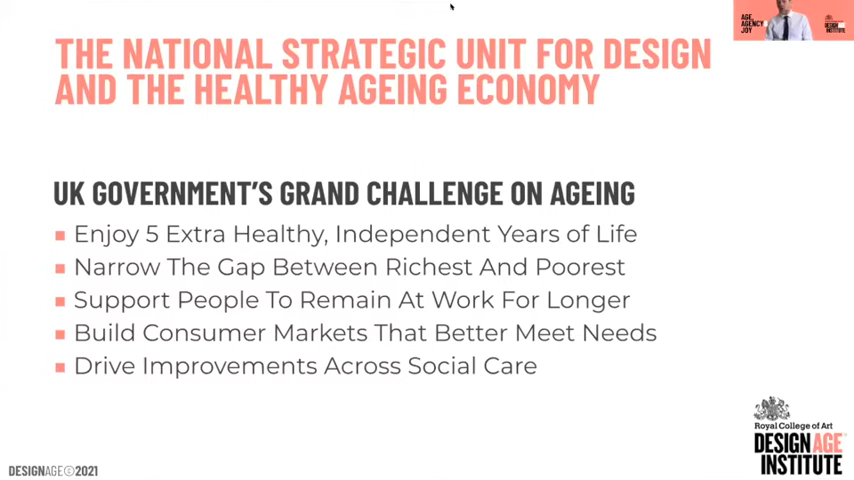 AGE,
AGENCY
JOY
DESIGN
INSTITUTE
THE NATIONAL STRATEGIC UNIT FOR DESIGN
AND THE HEALTHY AGEING ECONOMY
UK GOVERNMENT'S GRAND CHALLENGE ON AGEING
Enjoy 5 Extra Healthy, Independent Years of Life
Narrow The Gap Between Richest And Poorest
Support People To Remain At Work For Longer
Build Consumer Markets That Better Meet Needs
Drive Improvements Across Social Care
Royal College of Art
DESIGN AGE
INSTITUTE
DESIGNAGE©2021